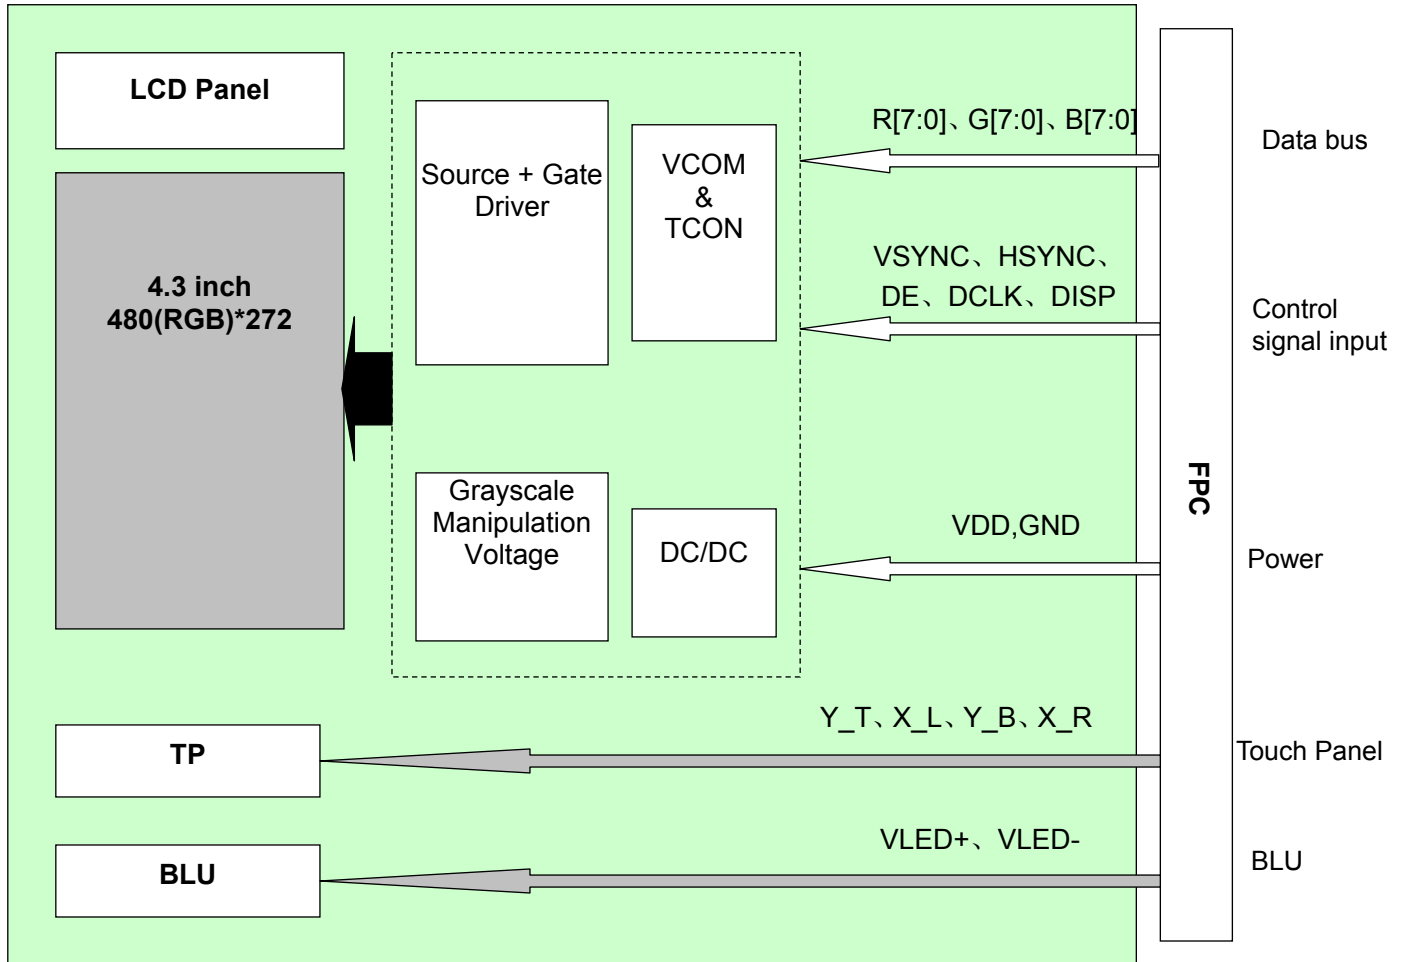 LCD Panel
4.3 inch
480(RGB)*272
Source + Gate
Driver
VCOM
&
TCON
Grayscale
Manipulation
Voltage
DC/DC
R[7:0]、G[7:0]、B[7:0]
Data bus
VSYNC、HSYNC、
DE、DCLK、DISP
Control
signal input
FPC
VDD,GND
Power
TP
Y_T、X_L、Y_B、X_R
Touch Panel
BLU
VLED+、VLED-
BLU